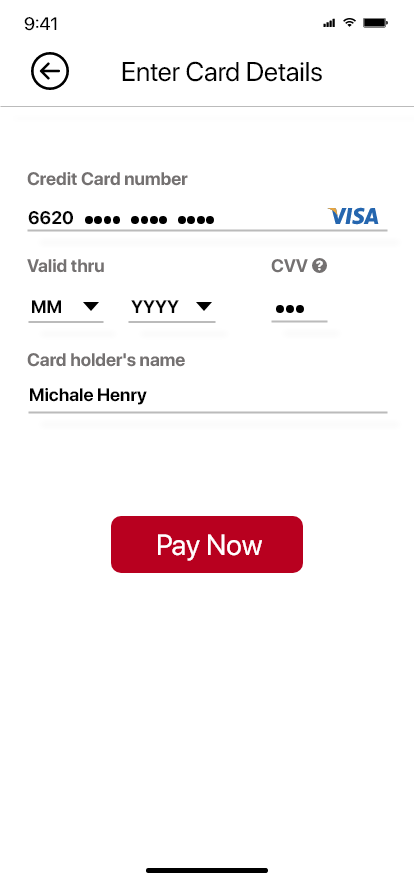 9:41
Enter Card Details
Credit Card number
6620 •••• •••• •••• VISA
Valid thru CVV ?
MM YYYY •••
Card holder's name
Michale Henry
Pay Now